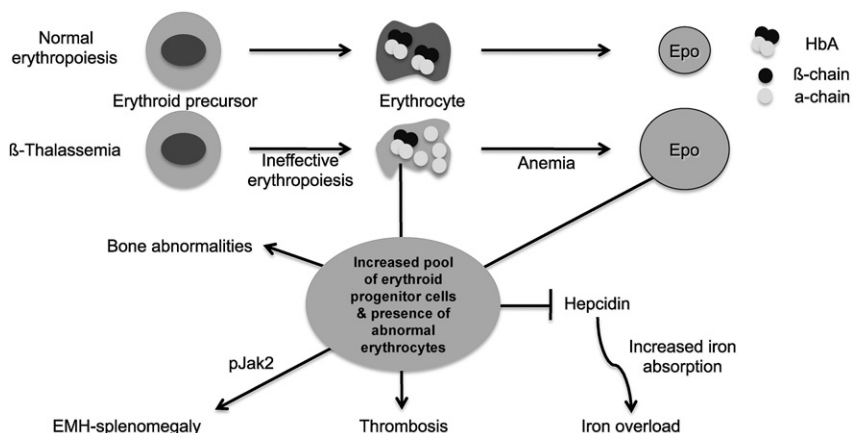 Normal
erythropoiesis
Erythroid precursor
Erythrocyte
Epo
HbA
ß-chain
a-chain
ß-Thalassemia
Ineffective
erythropoiesis
Anemia
Epo
Bone abnormalities
Increased pool
of erythroid
progenitor cells
& presence of
abnormal
erythrocytes
Hepcidin
Increased iron
absorption
pJak2
EMH-splenomegaly
Thrombosis
Iron overload